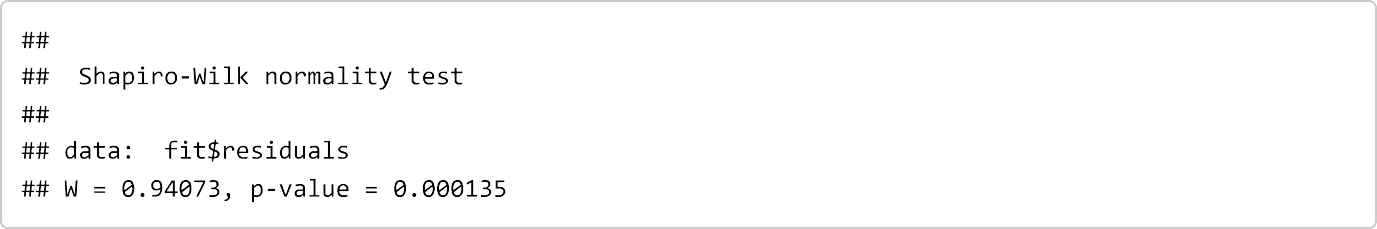 ##
##  Shapiro-Wilk normality test
##
## data:  fit$residuals
## W = 0.94073, p-value = 0.000135